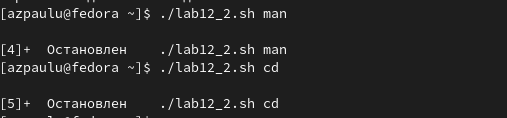 [azpaulu@fedora ~]$ ./lab12_2.sh man
[4]+  Остановлен    ./lab12_2.sh man
[azpaulu@fedora ~]$ ./lab12_2.sh cd
[5]+  Остановлен    ./lab12_2.sh cd